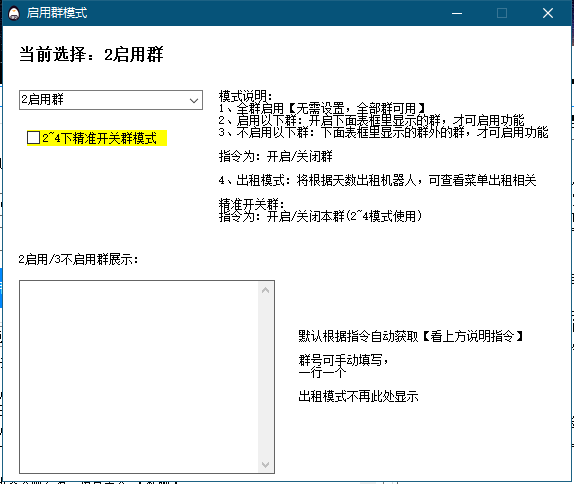 启用群模式
当前选择：2启用群
2启用群
2~4下精准开关群模式
模式说明：
1、全群启用【无需设置，全部群可用】
2、启用以下群：开启下面表框里显示的群，才可启用功能
3、不启用以下群：下面表框里显示的群外的群，才可启用功能
指令为：开启/关闭群
4、出租模式：将根据天数出租机器人，可查看菜单出租相关
精准开关群：
指令为：开启/关闭本群(2~4模式使用)
2启用/3不启用群展示：
默认根据指令自动获取【看上方说明指令】
群号可手动填写，
一行一个
出租模式不再此处显示